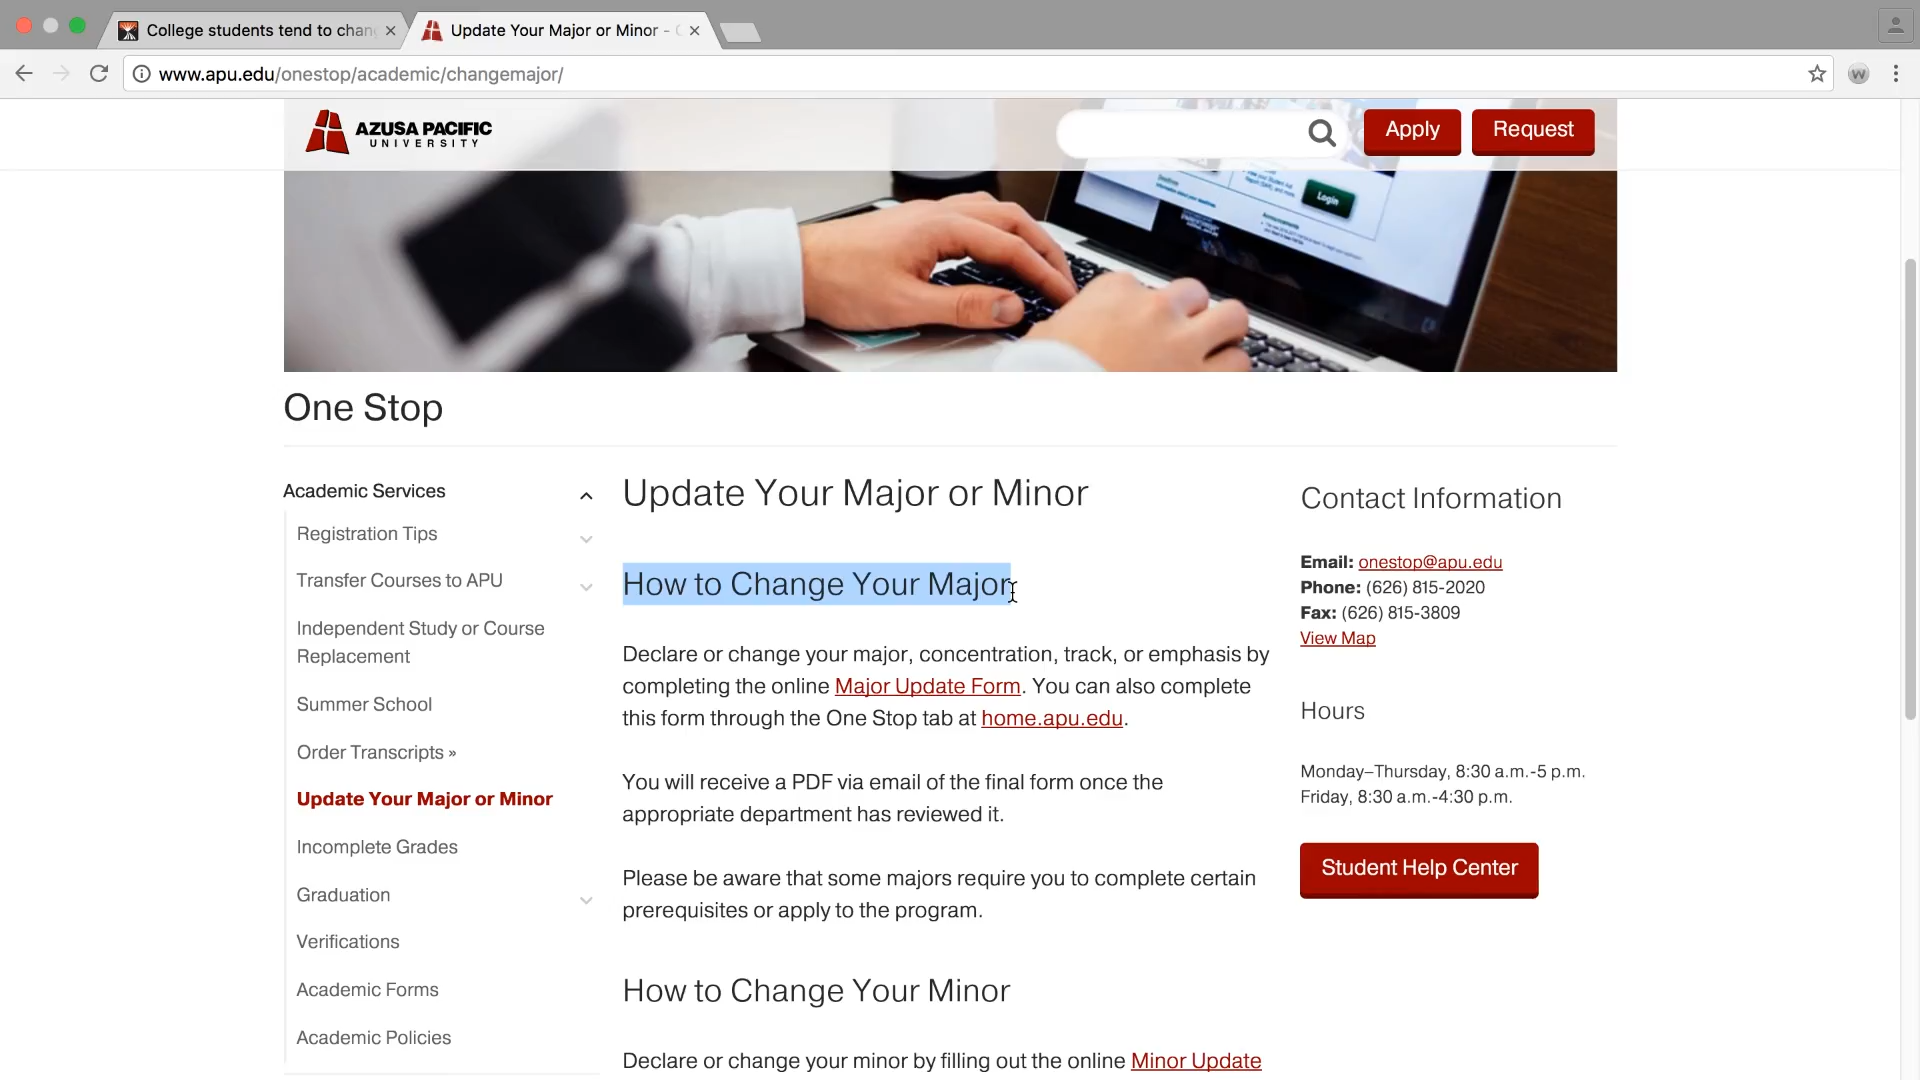 College students tend to chan
Update Your Major or Minor -
www.apu.edu/onestop/academic/changemajor/
W
AZUSA PACIFIC
UNIVERSITY
Apply
Request
Login
One Stop
Academic Services
Registration Tips
Transfer Courses to APU
Independent Study or Course
Replacement
Summer School
Order Transcripts »
Update Your Major or Minor
Incomplete Grades
Graduation
Verifications
Academic Forms
Academic Policies
Update Your Major or Minor
How to Change Your Major
Declare or change your major, concentration, track, or emphasis by
completing the online Major Update Form. You can also complete
this form through the One Stop tab at home.apu.edu.
You will receive a PDF via email of the final form once the
appropriate department has reviewed it.
Please be aware that some majors require you to complete certain
prerequisites or apply to the program.
How to Change Your Minor
Declare or change your minor by filling out the online Minor Update
Contact Information
Email: onestop@apu.edu
Phone: (626) 815-2020
Fax: (626) 815-3809
View Map
Hours
Monday–Thursday, 8:30 a.m.-5 p.m.
Friday, 8:30 a.m.-4:30 p.m.
Student Help Center